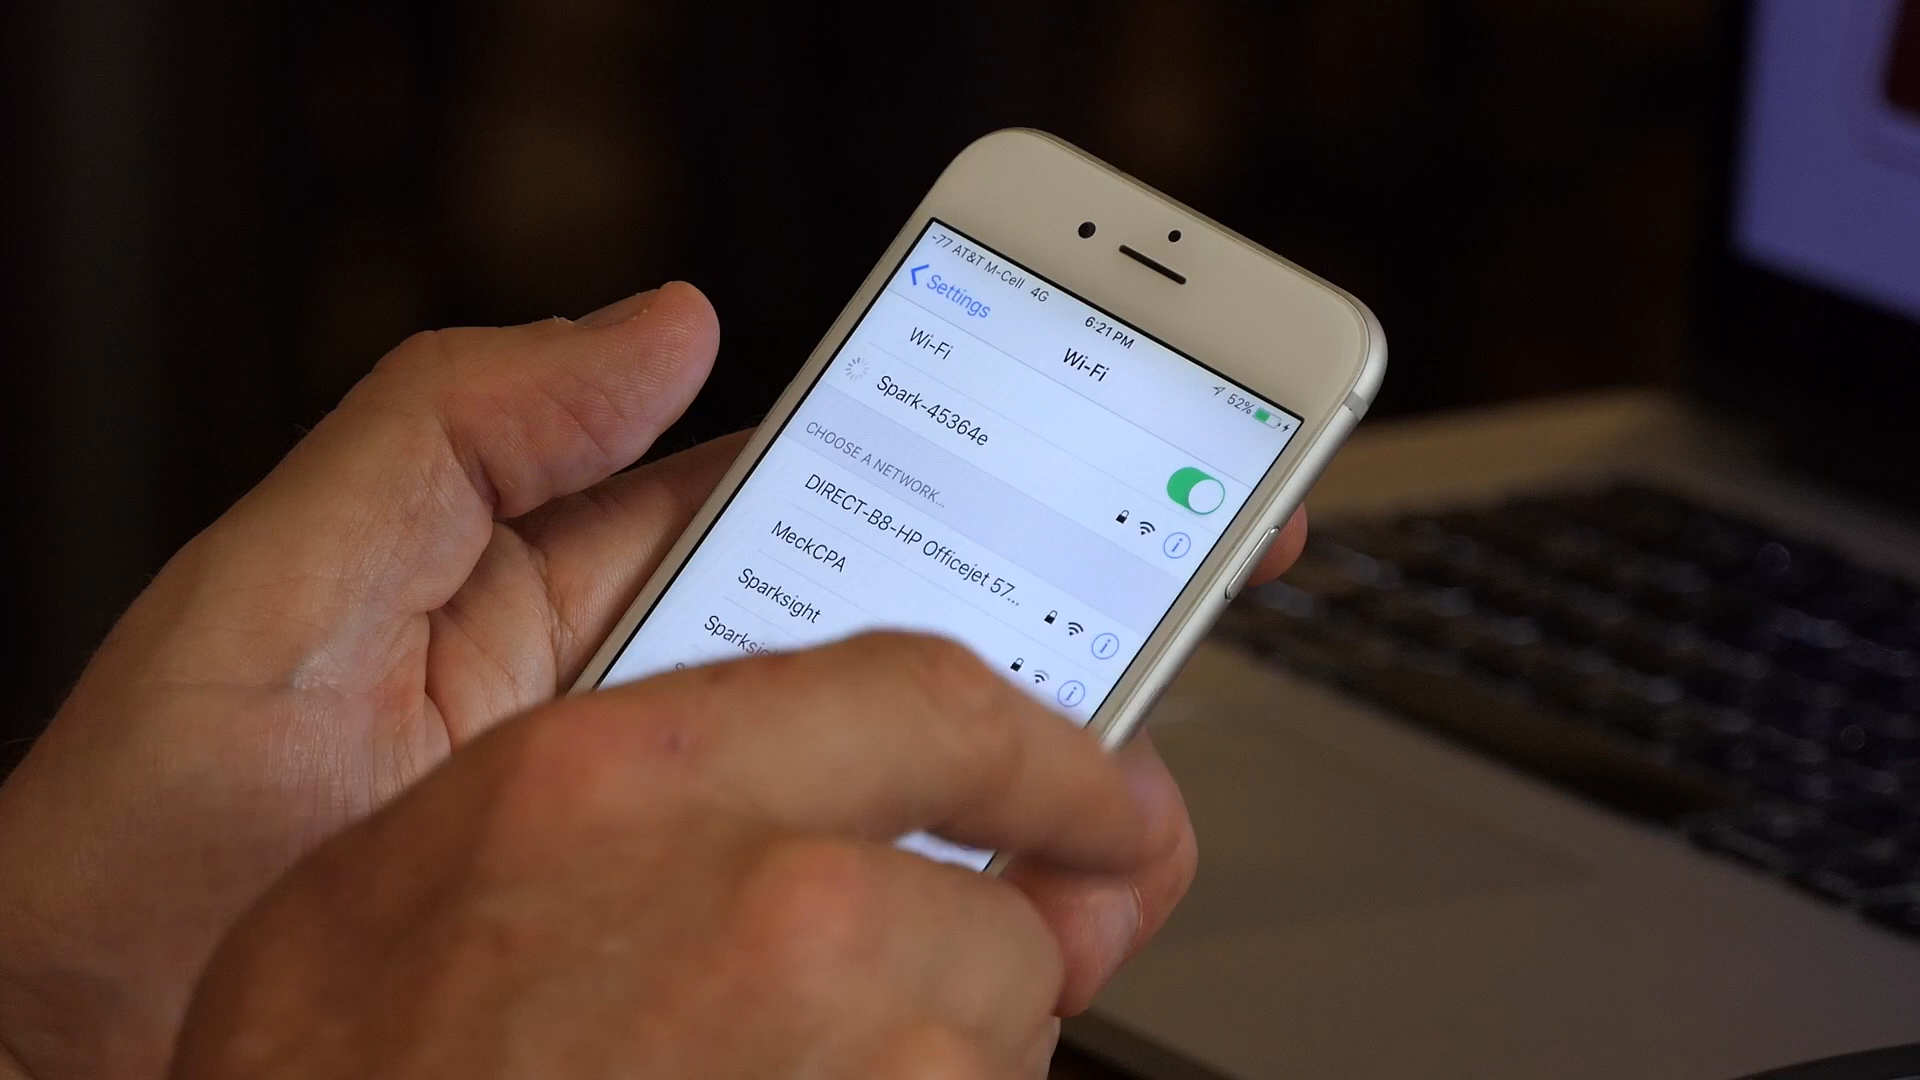 -77 AT&T M-Cell 4G 6:21 PM 52%
Settings Wi-Fi
Wi-Fi
Spark-45364e
CHOOSE A NETWORK...
DIRECT-B8-HP Officejet 57...
MeckCPA
Sparksight